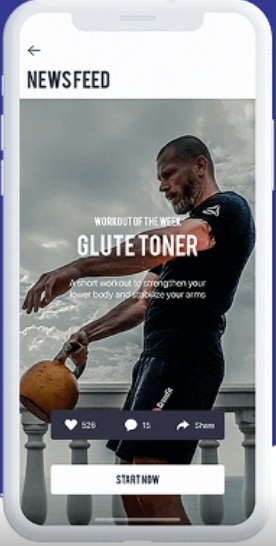 NEWSFEED
WORKOUT OF THE WEEK
GLUTE TONER
A short workout to strengthen your
lower body and stabilize your arms
CrossFit
526 15 Share
START NOW